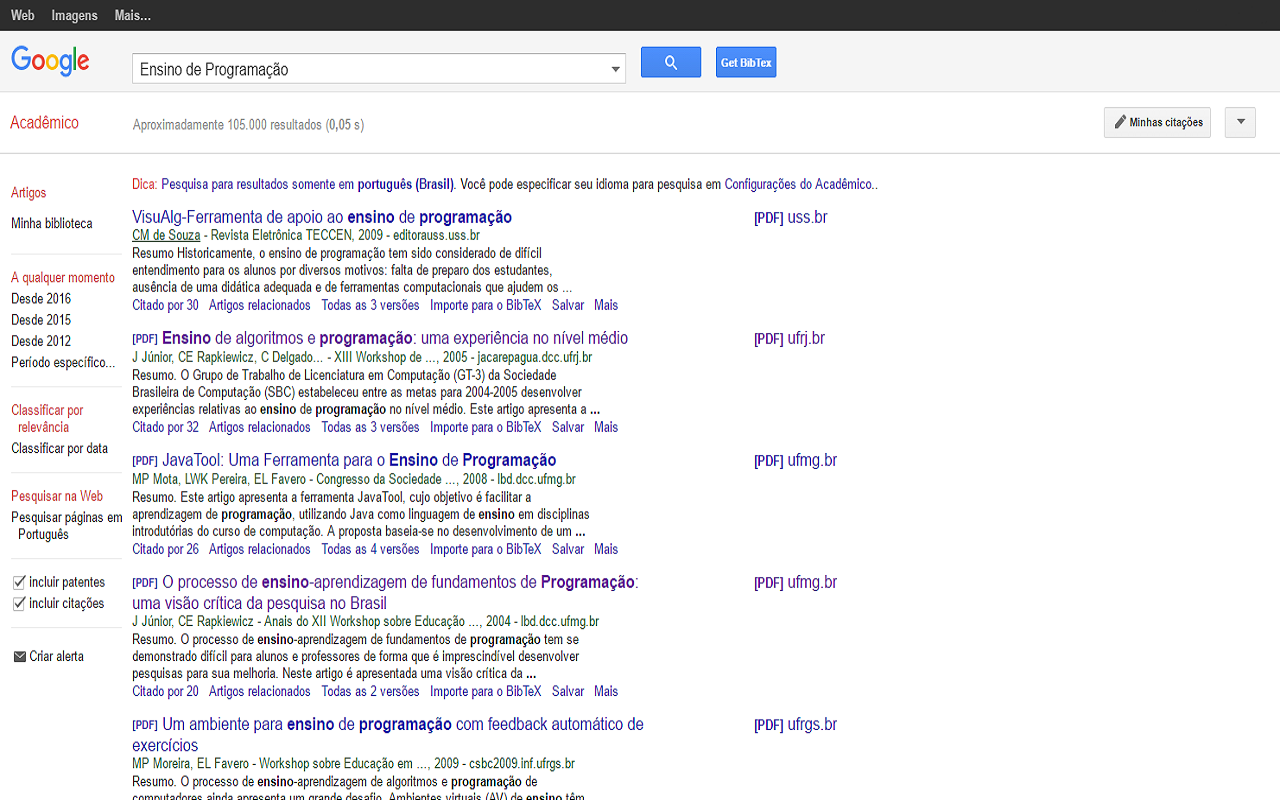 Web Imagens Mais...
Google
Ensino de Programação
Get BibTex
Acadêmico
Aproximadamente 105.000 resultados (0,05 s)
Minhas citações
Artigos
Minha biblioteca
A qualquer momento
Desde 2016
Desde 2015
Desde 2012
Período específico...
Classificar por
relevância
Classificar por data
Pesquisar na Web
Pesquisar páginas em
Português
incluir patentes
incluir citações
Criar alerta
Dica: Pesquisa para resultados somente em português (Brasil). Você pode especificar seu idioma para pesquisa em Configurações do Acadêmico..
VisuAlg-Ferramenta de apoio ao ensino de programação
[PDF] uss.br
CM de Souza - Revista Eletrônica TECCEN, 2009 - editorauss.uss.br
Resumo Historicamente, o ensino de programação tem sido considerado de difícil
entendimento para os alunos por diversos motivos: falta de preparo dos estudantes,
ausência de uma didática adequada e de ferramentas computacionais que ajudem os ...
Citado por 30 Artigos relacionados Todas as 3 versões Importe para o BibTeX Salvar Mais
[PDF] Ensino de algoritmos e programação: uma experiência no nível médio
[PDF] ufrj.br
J Júnior, CE Rapkiewicz, C Delgado... - XIII Workshop de ..., 2005 - jacarepagua.dcc.ufrj.br
Resumo. O Grupo de Trabalho de Licenciatura em Computação (GT-3) da Sociedade
Brasileira de Computação (SBC) estabeleceu entre as metas para 2004-2005 desenvolver
experiências relativas ao ensino de programação no nível médio. Este artigo apresenta a ...
Citado por 32 Artigos relacionados Todas as 3 versões Importe para o BibTeX Salvar Mais
[PDF] JavaTool: Uma Ferramenta para o Ensino de Programação
[PDF] ufmg.br
MP Mota, LWK Pereira, EL Favero - Congresso da Sociedade ..., 2008 - lbd.dcc.ufmg.br
Resumo. Este artigo apresenta a ferramenta JavaTool, cujo objetivo é facilitar a
aprendizagem de programação, utilizando Java como linguagem de ensino em disciplinas
introdutórias do curso de computação. A proposta baseia-se no desenvolvimento de um ...
Citado por 26 Artigos relacionados Todas as 4 versões Importe para o BibTeX Salvar Mais
[PDF] O processo de ensino-aprendizagem de fundamentos de Programação:
uma visão crítica da pesquisa no Brasil
[PDF] ufmg.br
J Júnior, CE Rapkiewicz - Anais do XII Workshop sobre Educação ..., 2004 - lbd.dcc.ufmg.br
Resumo. O processo de ensino-aprendizagem de fundamentos de programação tem se
demonstrado difícil para alunos e professores de forma que é imprescindível desenvolver
pesquisas para sua melhoria. Neste artigo é apresentada uma visão crítica da ...
Citado por 20 Artigos relacionados Todas as 2 versões Importe para o BibTeX Salvar Mais
[PDF] Um ambiente para ensino de programação com feedback automático de
exercícios
[PDF] ufrgs.br
MP Moreira, EL Favero - Workshop sobre Educação em ..., 2009 - csbc2009.inf.ufrgs.br
Resumo. O processo de ensino-aprendizagem de algoritmos e programação de
computadores ainda apresenta um grande desafio. Ambientes virtuais (AV) de ensino têm